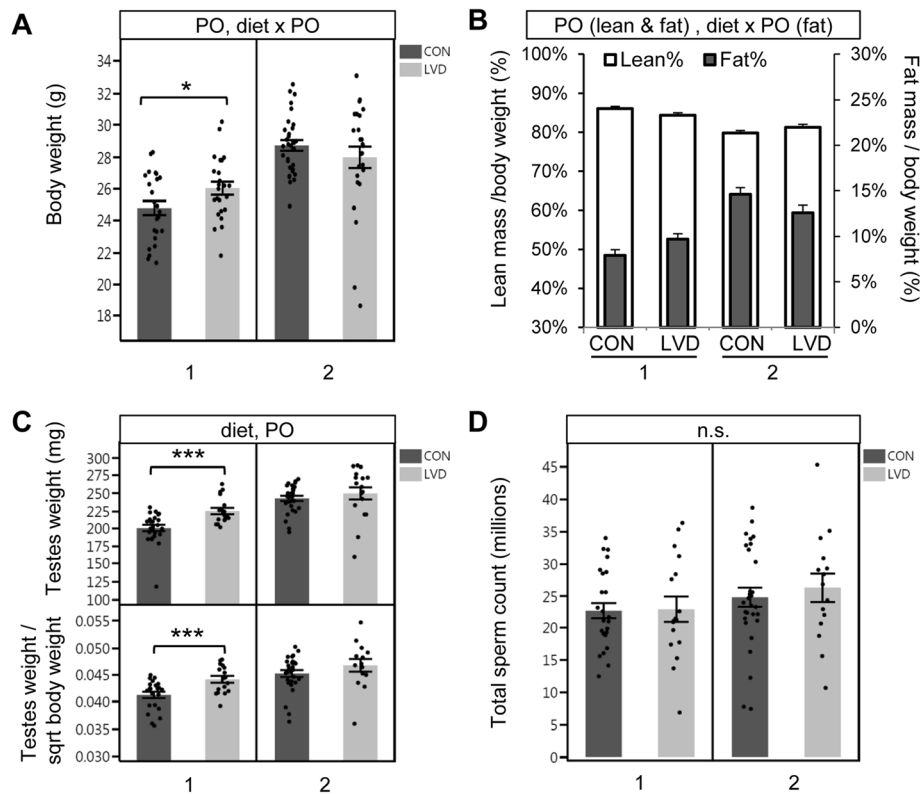 A
PO, diet x PO
CON
LVD
Body weight (g)
34
32
30
28
26
24
22
20
18
*
1
2
B
PO (lean & fat) , diet x PO (fat)
Lean%
Fat%
Lean mass /body weight (%)
100%
90%
80%
70%
60%
50%
40%
30%
Fat mass / body weight (%)
30%
25%
20%
15%
10%
5%
0%
CON
LVD
CON
LVD
1
2
C
diet, PO
CON
LVD
Testes weight (mg)
300
250
225
200
175
150
125
100
***
Testes weight /
sqrt body weight
0.055
0.050
0.045
0.040
0.035
0.030
***
1
2
D
n.s.
CON
LVD
Total sperm count (millions)
45
40
35
30
25
20
15
10
5
0
1
2